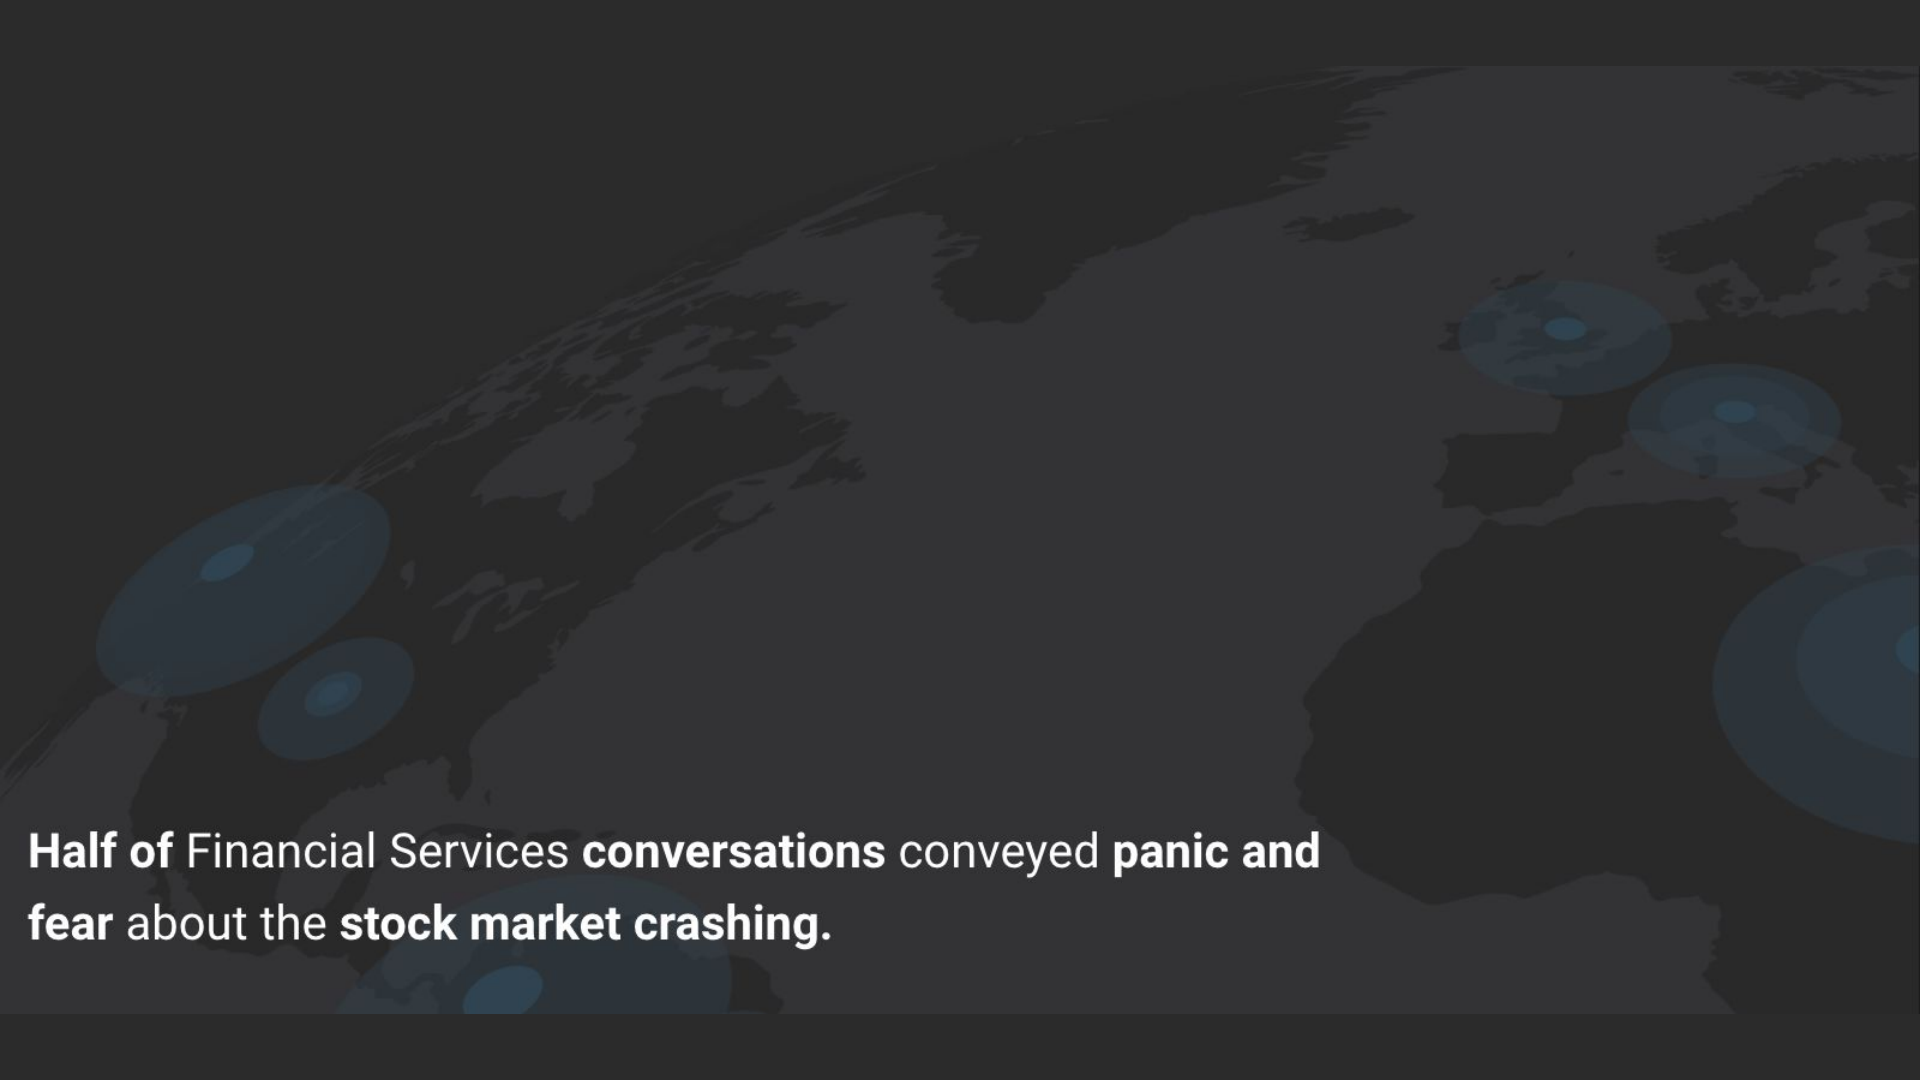 Half of Financial Services conversations conveyed panic and
fear about the stock market crashing.